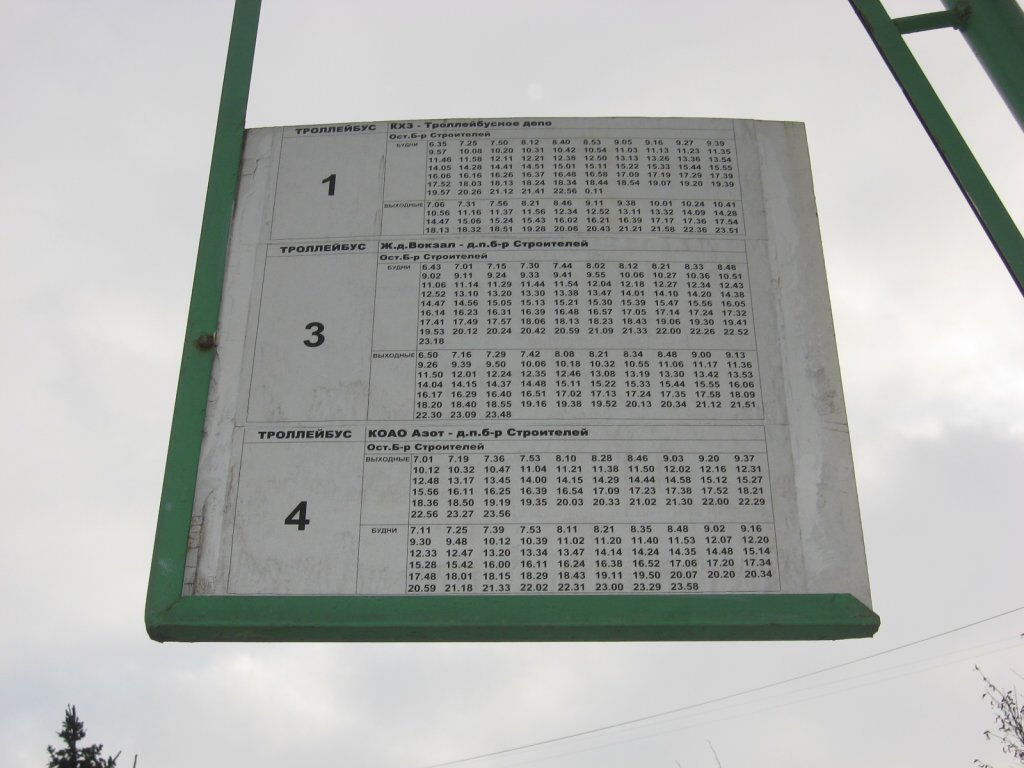 ТРОЛЛЕЙБУС КХЗ - Троллейбусное депо
Ост.Б-р Строителей
1
БУДНИ 6.35 7.25 7.50 8.12 8.40 8.53 9.05 9.16 9.27 9.39
9.57 10.08 10.20 10.31 10.42 10.54 11.03 11.13 11.23 11.35
11.46 11.58 12.11 12.21 12.38 12.50 13.13 13.26 13.36 13.54
14.05 14.28 14.41 14.51 15.01 15.11 15.22 15.33 15.44 15.55
16.06 16.16 16.26 16.37 16.48 16.58 17.09 17.19 17.29 17.39
17.52 18.03 18.13 18.24 18.34 18.44 18.54 19.07 19.20 19.39
19.57 20.26 21.12 21.41 22.56 0.11
ВЫХОДНЫЕ 7.06 7.31 7.56 8.21 8.46 9.11 9.38 10.01 10.24 10.41
10.56 11.16 11.37 11.56 12.34 12.52 13.11 13.32 14.09 14.28
14.47 15.06 15.24 15.43 16.02 16.21 16.39 17.17 17.36 17.54
18.13 18.32 18.51 19.28 20.06 20.43 21.21 21.58 22.36 23.51
ТРОЛЛЕЙБУС Ж.д.Вокзал - д.п.б-р Строителей
Ост.Б-р Строителей
3
БУДНИ 6.43 7.01 7.15 7.30 7.44 8.02 8.12 8.21 8.33 8.48
9.02 9.11 9.24 9.33 9.41 9.55 10.06 10.27 10.36 10.51
11.06 11.14 11.29 11.44 11.54 12.04 12.18 12.27 12.34 12.43
12.52 13.10 13.20 13.30 13.38 13.47 14.01 14.10 14.20 14.38
14.47 14.56 15.05 15.13 15.21 15.30 15.39 15.47 15.56 16.05
16.14 16.23 16.31 16.39 16.48 16.57 17.05 17.14 17.24 17.32
17.41 17.49 17.57 18.06 18.13 18.23 18.43 19.06 19.30 19.41
19.53 20.12 20.24 20.42 20.59 21.09 21.33 22.00 22.26 22.52
23.18
ВЫХОДНЫЕ 6.50 7.16 7.29 7.42 8.08 8.21 8.34 8.48 9.00 9.13
9.26 9.39 9.50 10.06 10.18 10.32 10.55 11.06 11.17 11.36
11.50 12.01 12.24 12.35 12.46 13.08 13.19 13.30 13.42 13.53
14.04 14.15 14.37 14.48 15.11 15.22 15.33 15.44 15.55 16.06
16.17 16.29 16.40 16.51 17.02 17.13 17.24 17.35 17.58 18.09
18.20 18.40 18.55 19.16 19.38 19.52 20.13 20.34 21.12 21.51
22.30 23.09 23.48
ТРОЛЛЕЙБУС КОАО Азот - д.п.б-р Строителей
Ост.Б-р Строителей
4
ВЫХОДНЫЕ 7.01 7.19 7.36 7.53 8.10 8.28 8.46 9.03 9.20 9.37
10.12 10.32 10.47 11.04 11.21 11.38 11.50 12.02 12.16 12.31
12.48 13.17 13.45 14.00 14.15 14.29 14.44 14.58 15.12 15.27
15.56 16.11 16.25 16.39 16.54 17.09 17.23 17.38 17.52 18.21
18.36 18.50 19.19 19.35 20.03 20.33 21.02 21.30 22.00 22.29
22.56 23.27 23.56
БУДНИ 7.11 7.25 7.39 7.53 8.11 8.21 8.35 8.48 9.02 9.16
9.30 9.48 10.12 10.39 11.02 11.20 11.40 11.53 12.07 12.20
12.33 12.47 13.20 13.34 13.47 14.14 14.24 14.35 14.48 15.14
15.28 15.42 16.00 16.11 16.24 16.38 16.52 17.06 17.20 17.34
17.48 18.01 18.15 18.29 18.43 19.11 19.50 20.07 20.20 20.34
20.59 21.18 21.33 22.02 22.31 23.00 23.29 23.58